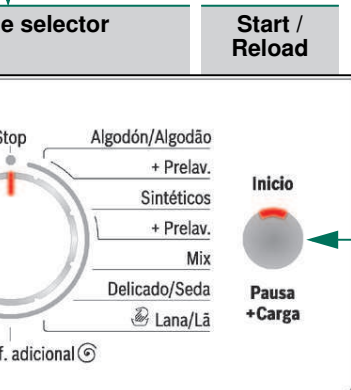 e selector
Start /
Reload
Stop
Algodón/Algodão
+ Prelav.
Sintéticos
+ Prelav.
Mix
Delicado/Seda
Lana/Lã
f. adicional
Inicio
Pausa
+Carga